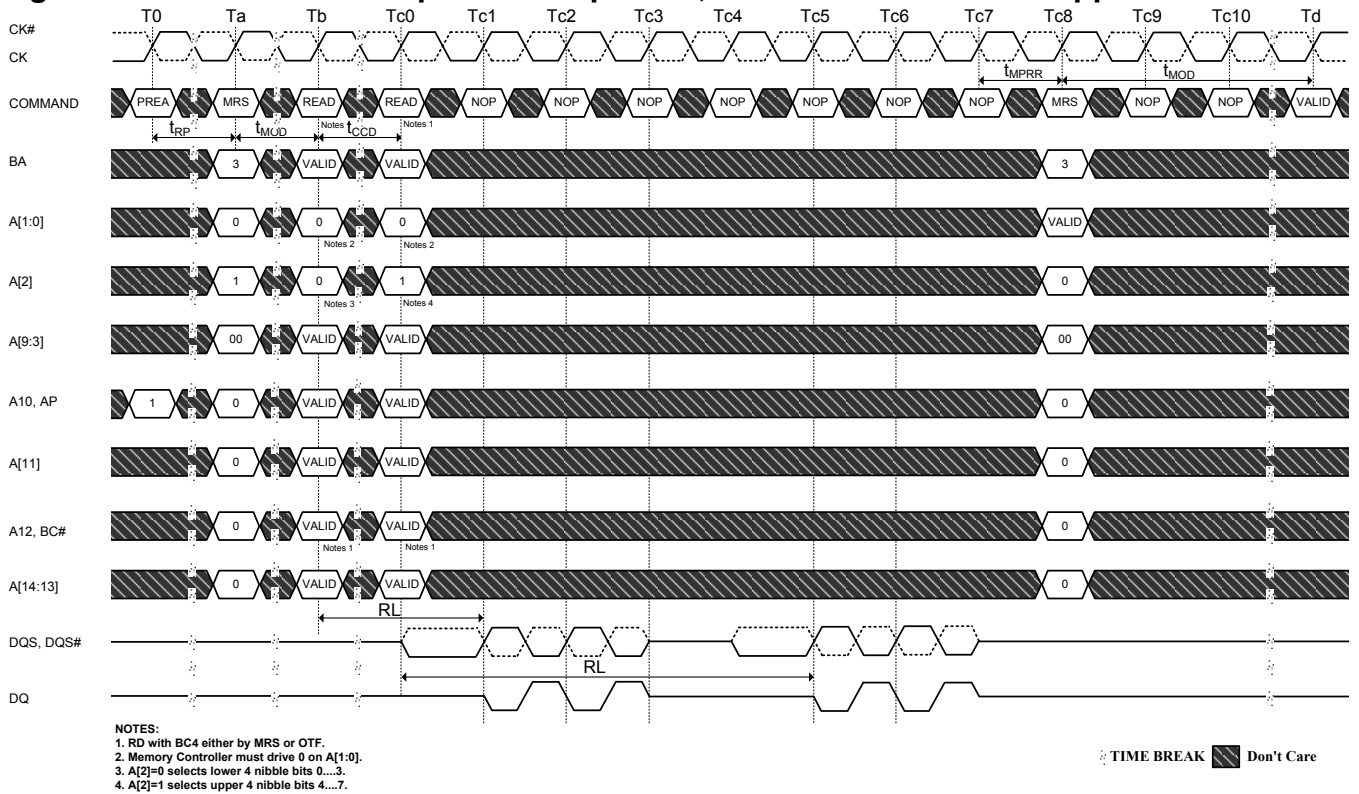 T0 Ta Tb Tc0 Tc1 Tc2 Tc3 Tc4 Tc5 Tc6 Tc7 Tc8 Tc9 Tc10 Td
CK#
CK
tMPRR tMOD
COMMAND PREA MRS READ READ NOP NOP NOP NOP NOP NOP NOP MRS NOP NOP VALID
Notes 1 Notes 1
tRP tMOD tCCD
BA 3 VALID VALID 3
A[1:0] 0 0 0 VALID
Notes 2 Notes 2
A[2] 1 0 1 0
Notes 3 Notes 4
A[9:3] 00 VALID VALID 00
A10, AP 1 0 VALID VALID 0
A[11] 0 VALID VALID 0
A12, BC# 0 VALID VALID 0
Notes 1 Notes 1
A[14:13] 0 VALID VALID 0
RL
DQS, DQS#
RL
DQ
NOTES:
1. RD with BC4 either by MRS or OTF.
2. Memory Controller must drive 0 on A[1:0].
3. A[2]=0 selects lower 4 nibble bits 0....3.
4. A[2]=1 selects upper 4 nibble bits 4....7.
TIME BREAK Don't Care